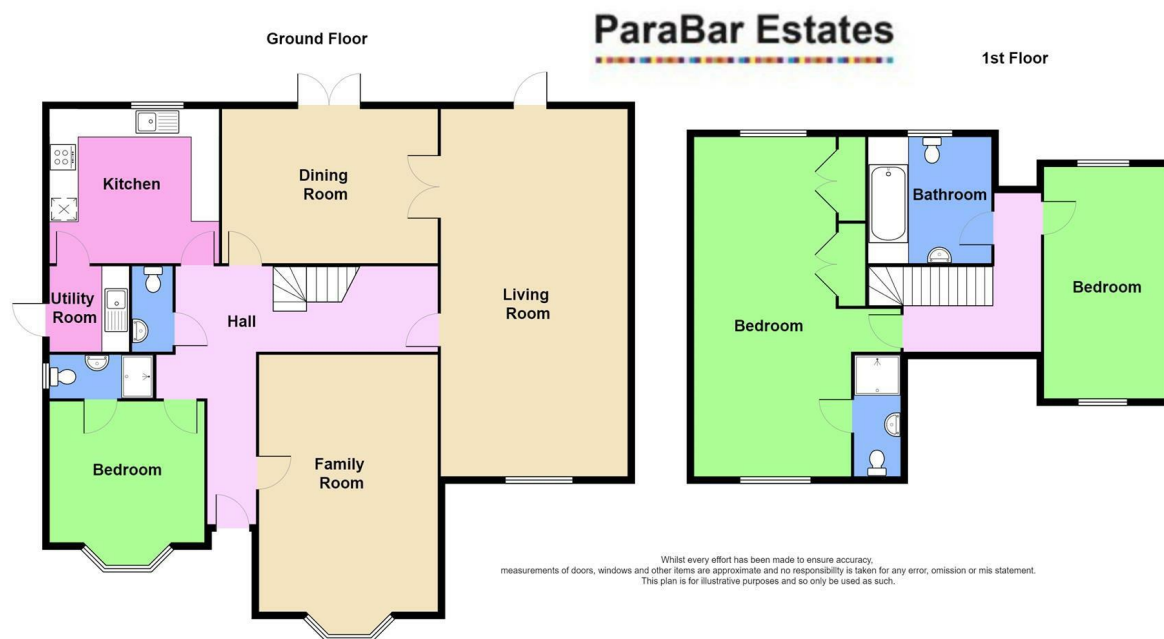 ParaBar Estates
Ground Floor
1st Floor
Kitchen
Dining
Room
Living
Room
Utility
Room
Hall
Bedroom
Family
Room
Bathroom
Bedroom
Bedroom
Whilst every effort has been made to ensure accuracy,
measurements of doors, windows and other items are approximate and no responsibility is taken for any error, omission or mis statement.
This plan is for illustrative purposes and so only be used as such.